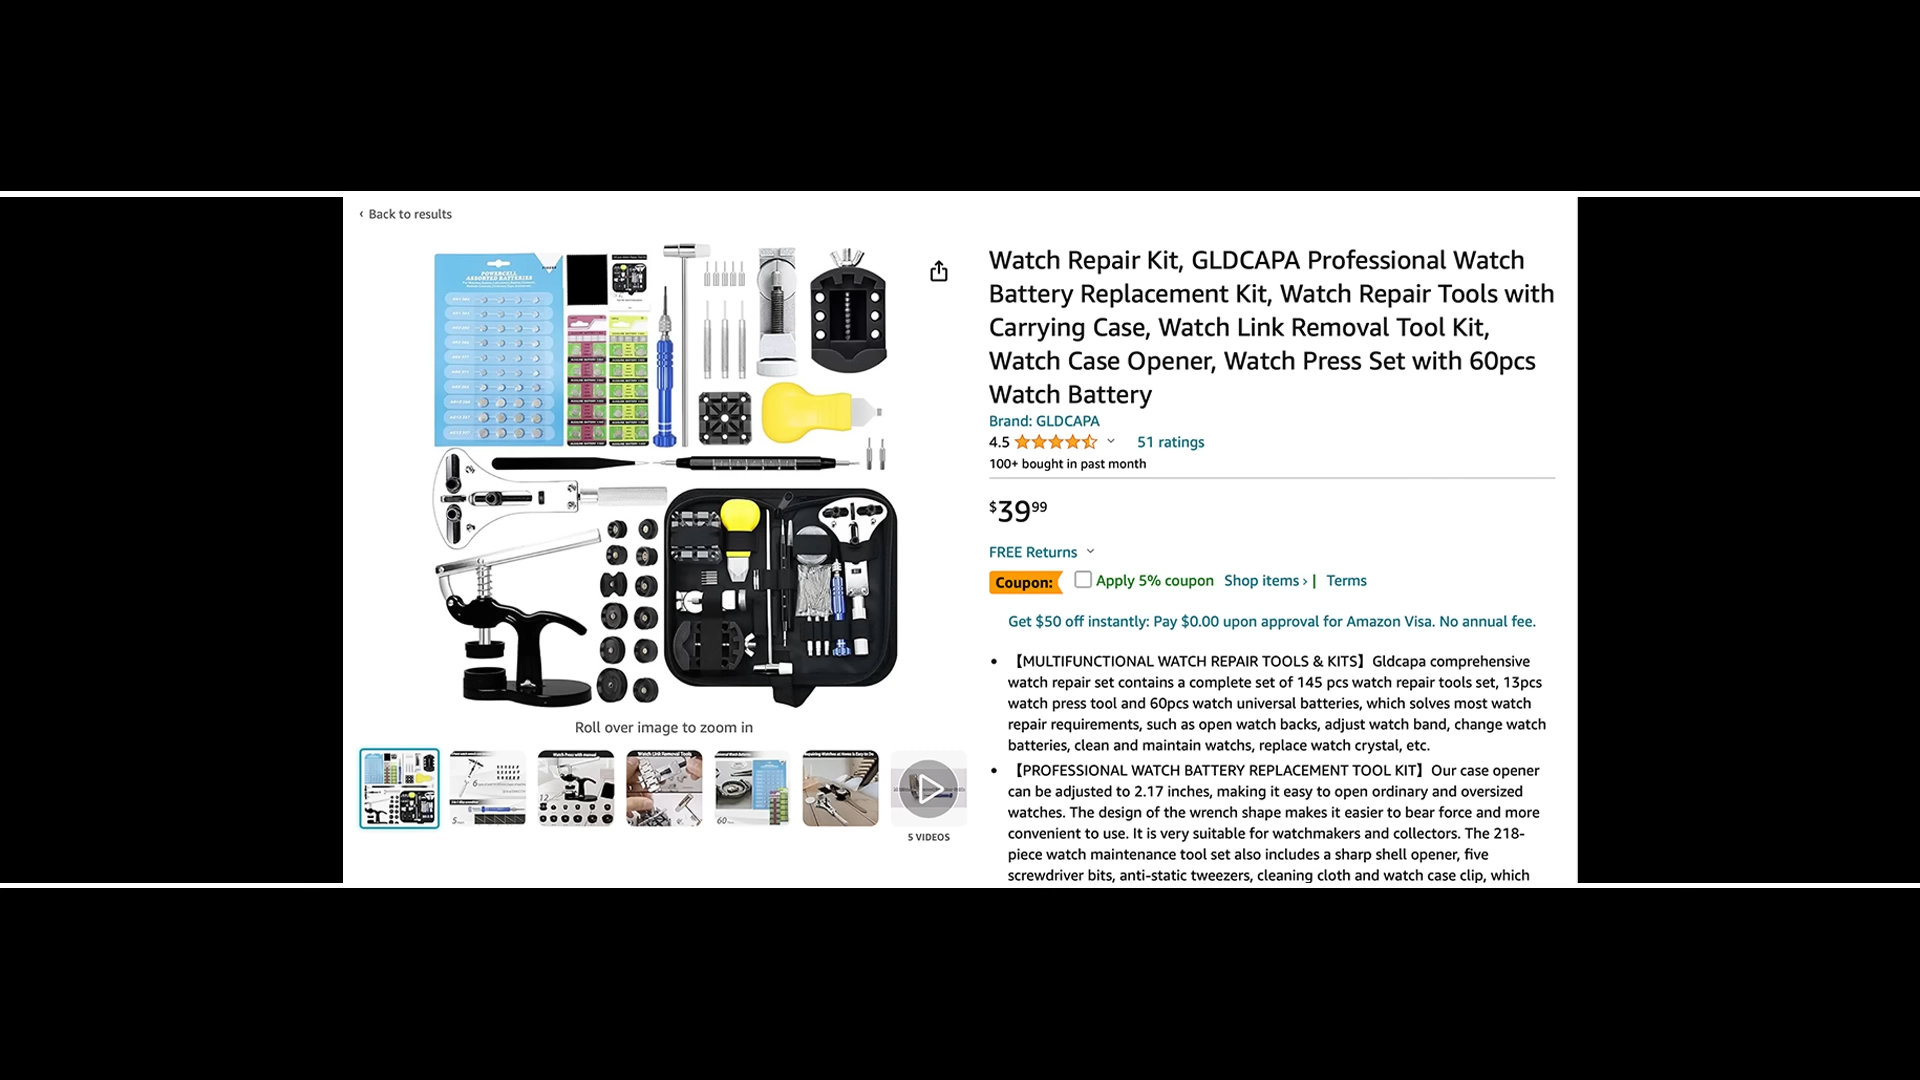 ‹ Back to results
POWERCELL
ASSORTED BATTERIES
Watch Repair Kit, GLDCAPA Professional Watch
Battery Replacement Kit, Watch Repair Tools with
Carrying Case, Watch Link Removal Tool Kit,
Watch Case Opener, Watch Press Set with 60pcs
Watch Battery
Brand: GLDCAPA
4.5 51 ratings
100+ bought in past month
$39 99
FREE Returns
Coupon: Apply 5% coupon Shop items › | Terms
Get $50 off instantly: Pay $0.00 upon approval for Amazon Visa. No annual fee.
• 【MULTIFUNCTIONAL WATCH REPAIR TOOLS & KITS】Gldcapa comprehensive
watch repair set contains a complete set of 145 pcs watch repair tools set, 13pcs
watch press tool and 60pcs watch universal batteries, which solves most watch
repair requirements, such as open watch backs, adjust watch band, change watch
batteries, clean and maintain watchs, replace watch crystal, etc.
• 【PROFESSIONAL WATCH BATTERY REPLACEMENT TOOL KIT】Our case opener
can be adjusted to 2.17 inches, making it easy to open ordinary and oversized
watches. The design of the wrench shape makes it easier to bear force and more
convenient to use. It is very suitable for watchmakers and collectors. The 218-
piece watch maintenance tool set also includes a sharp shell opener, five
screwdriver bits, anti-static tweezers, cleaning cloth and watch case clip, which
Roll over image to zoom in
Watch Link Removal Tools
6
5
12
60
5 VIDEOS